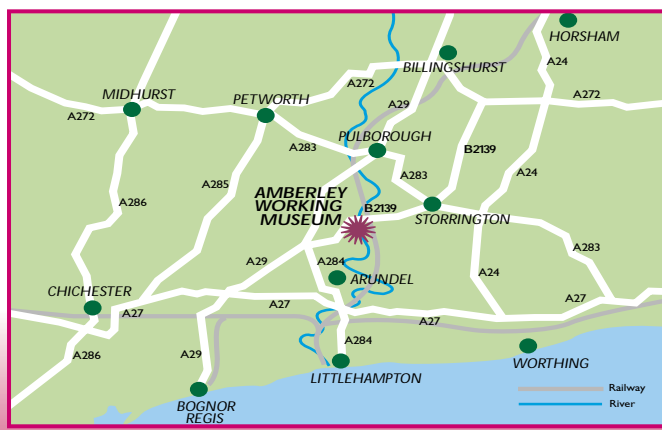 HORSHAM
BILLINGSHURST
A24
A272
MIDHURST
PETWORTH
A272
A29
A272
PULBOROUGH
A283
B2139
A283
A24
A285
A286
AMBERLEY
WORKING
MUSEUM
B2139
STORRINGTON
A29
A284
ARUNDEL
A24
A283
CHICHESTER
A27
A27
A27
A27
A286
A29
A284
LITTLEHAMPTON
WORTHING
BOGNOR
REGIS
Railway
River